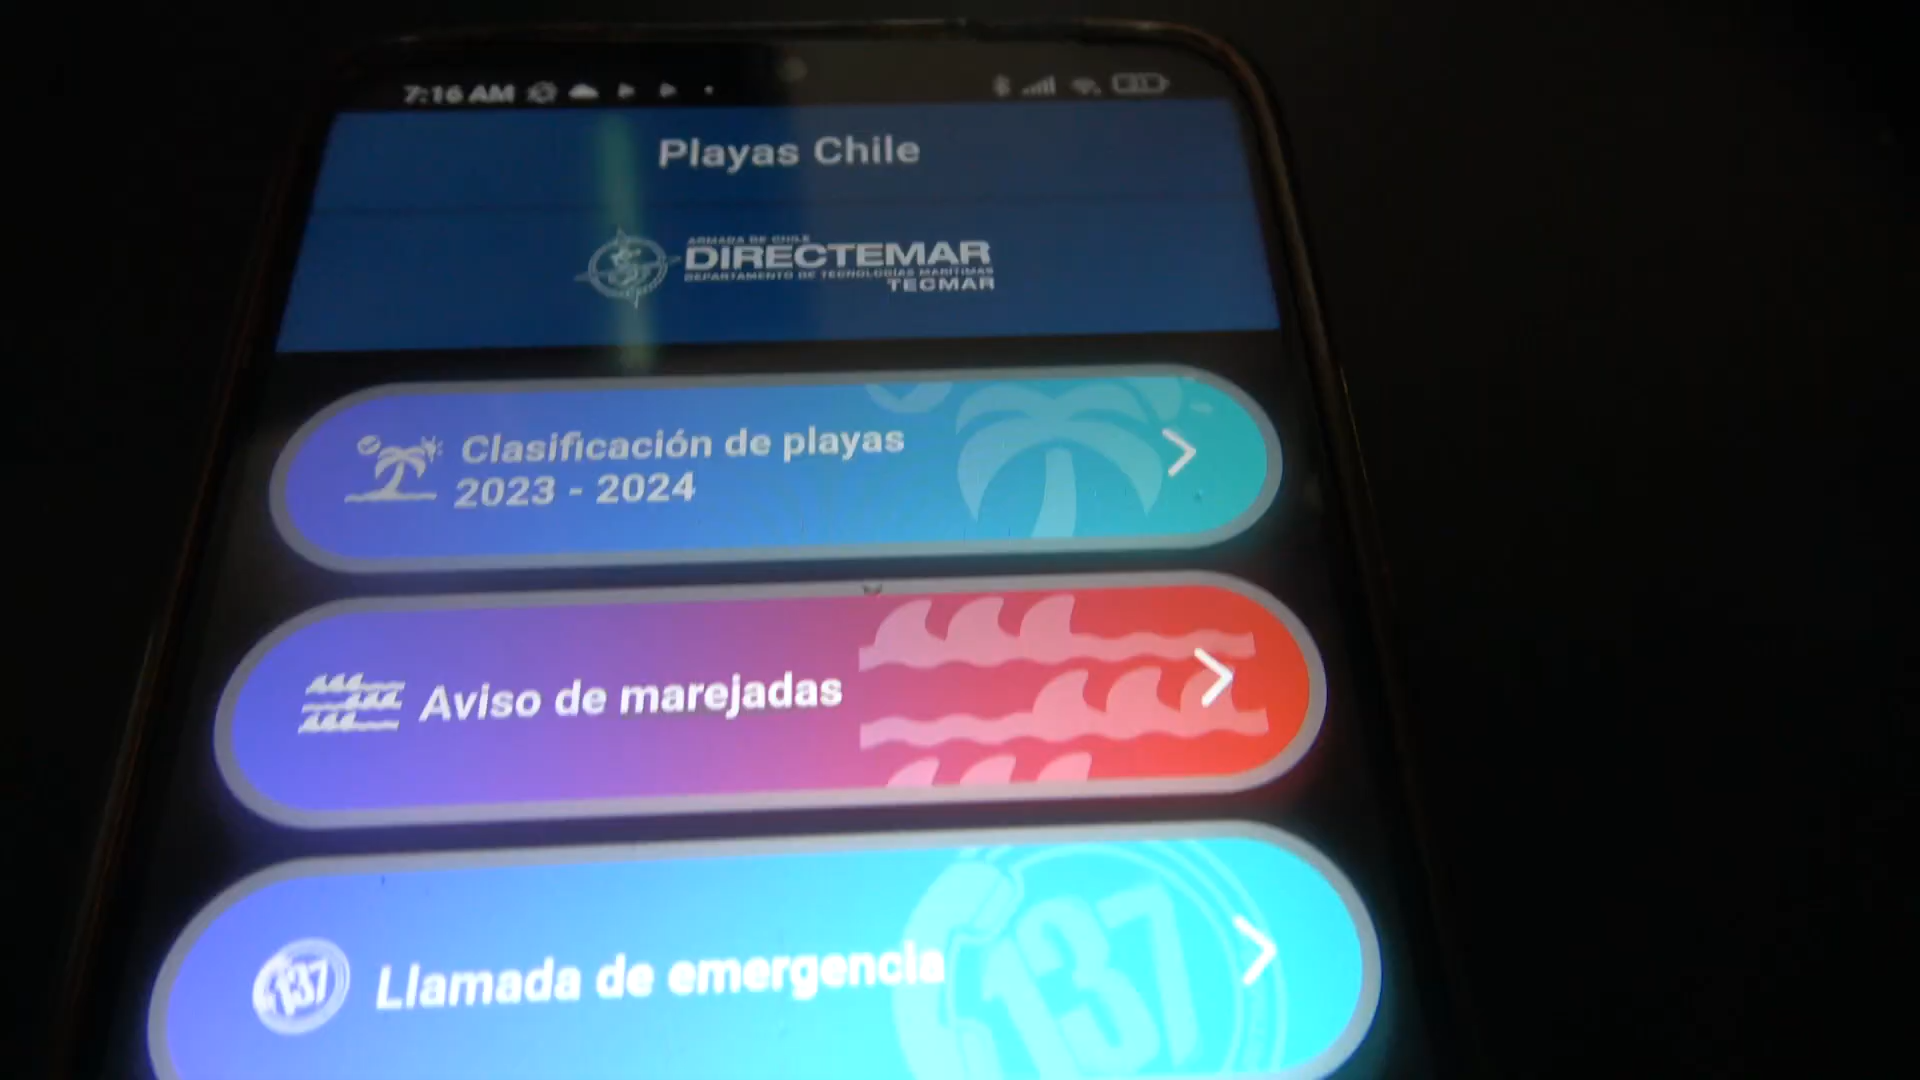 7:16 AM
Playas Chile
ARMADA DE CHILE
DIRECTEMAR
DEPARTAMENTO DE TECNOLOGÍAS MARÍTIMAS
TECMAR
Clasificación de playas
2023 - 2024
Aviso de marejadas
137
Llamada de emergencia
137